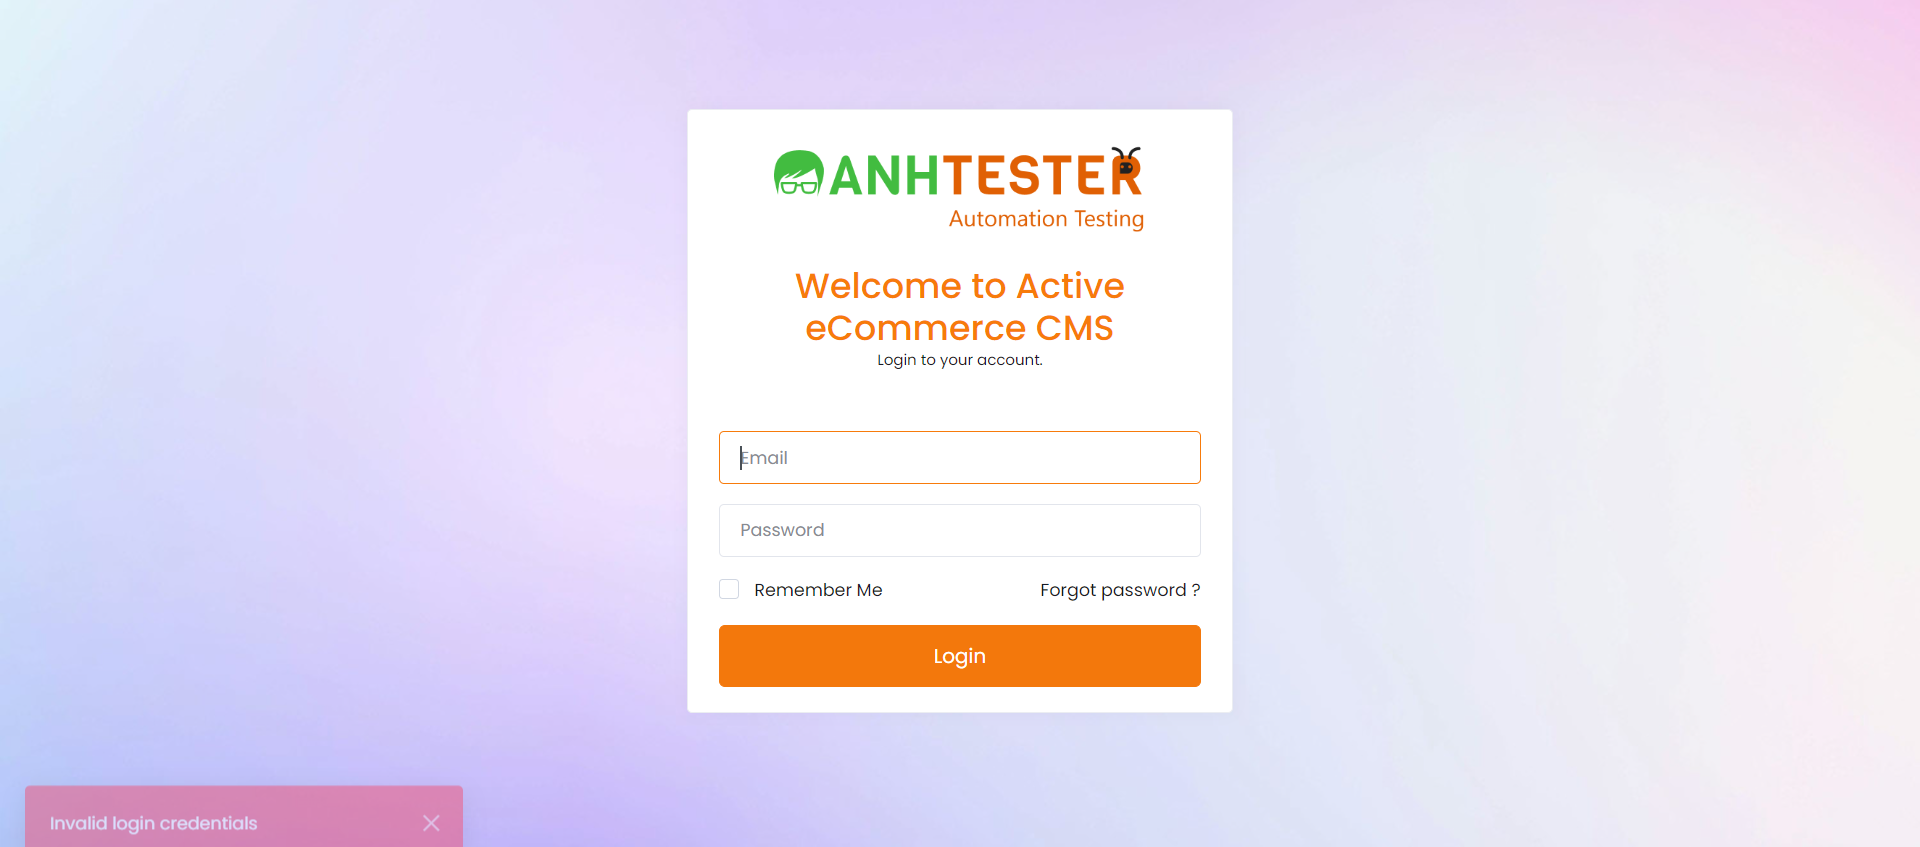 ANHTESTER
Automation Testing
Welcome to Active
eCommerce CMS
Login to your account.
Email
Password
Remember Me
Forgot password ?
Login
Invalid login credentials